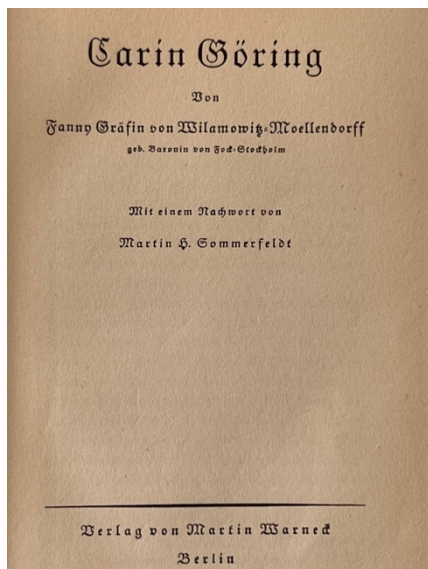 Carin Göring
Von
Fanny Gräfin von Wilamowitz-Moellendorff
geb. Baronin von Fock-Stockholm
Mit einem Nachwort von
Martin H. Sommerfeldt
Verlag von Martin Warneck
Berlin